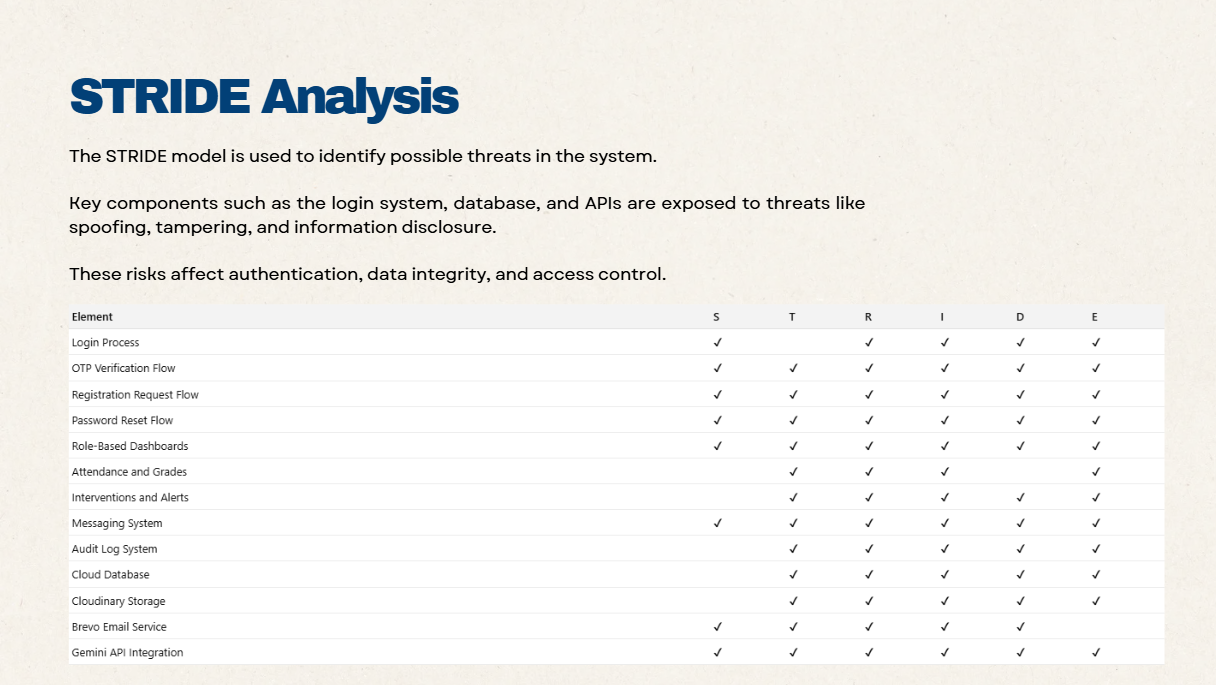 STRIDE Analysis
The STRIDE model is used to identify possible threats in the system.
Key components such as the login system, database, and APIs are exposed to threats like
spoofing, tampering, and information disclosure.
These risks affect authentication, data integrity, and access control.
Element S T R I D E
Login Process ✓ ✓ ✓ ✓ ✓
OTP Verification Flow ✓ ✓ ✓ ✓ ✓ ✓
Registration Request Flow ✓ ✓ ✓ ✓ ✓ ✓
Password Reset Flow ✓ ✓ ✓ ✓ ✓ ✓
Role-Based Dashboards ✓ ✓ ✓ ✓ ✓ ✓
Attendance and Grades ✓ ✓ ✓ ✓
Interventions and Alerts ✓ ✓ ✓ ✓ ✓
Messaging System ✓ ✓ ✓ ✓ ✓ ✓
Audit Log System ✓ ✓ ✓ ✓ ✓
Cloud Database ✓ ✓ ✓ ✓ ✓
Cloudinary Storage ✓ ✓ ✓ ✓ ✓
Brevo Email Service ✓ ✓ ✓ ✓ ✓
Gemini API Integration ✓ ✓ ✓ ✓ ✓ ✓